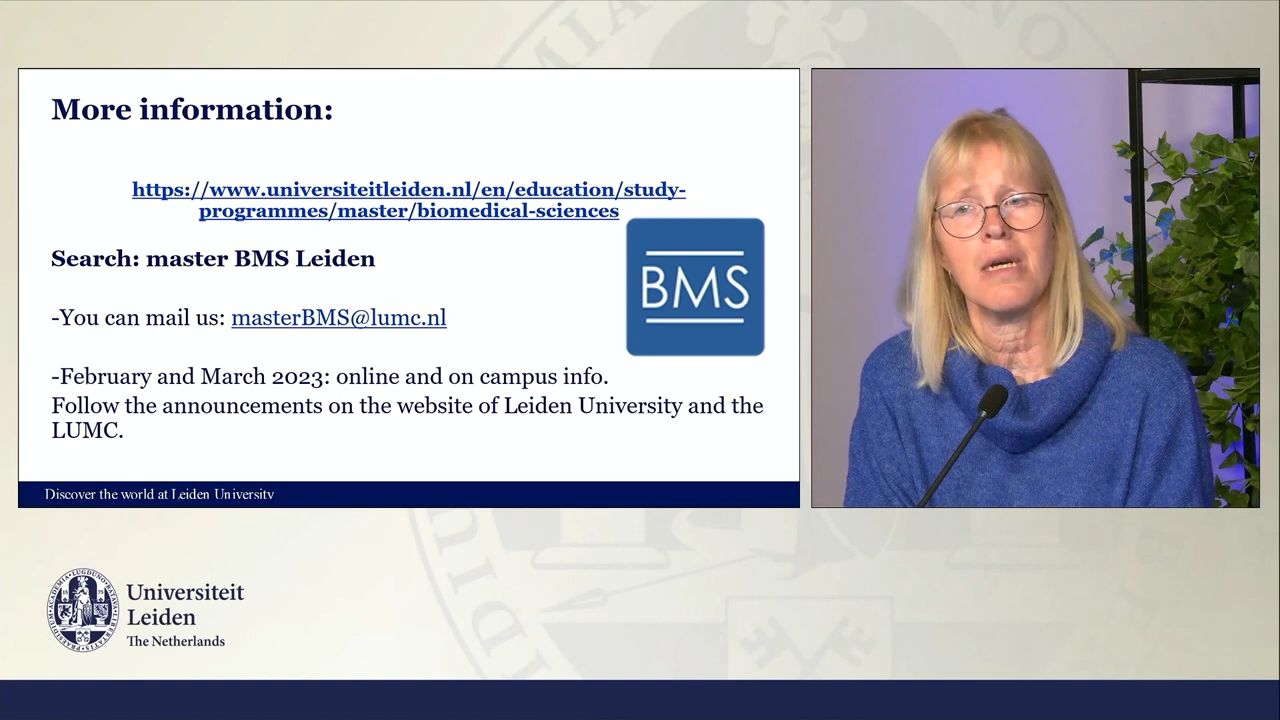 More information:
https://www.universiteitleiden.nl/en/education/study-
programmes/master/biomedical-sciences
Search: master BMS Leiden
BMS
-You can mail us: masterBMS@lumc.nl
-February and March 2023: online and on campus info.
Follow the announcements on the website of Leiden University and the
LUMC.
Discover the world at Leiden University
Universiteit
Leiden
The Netherlands